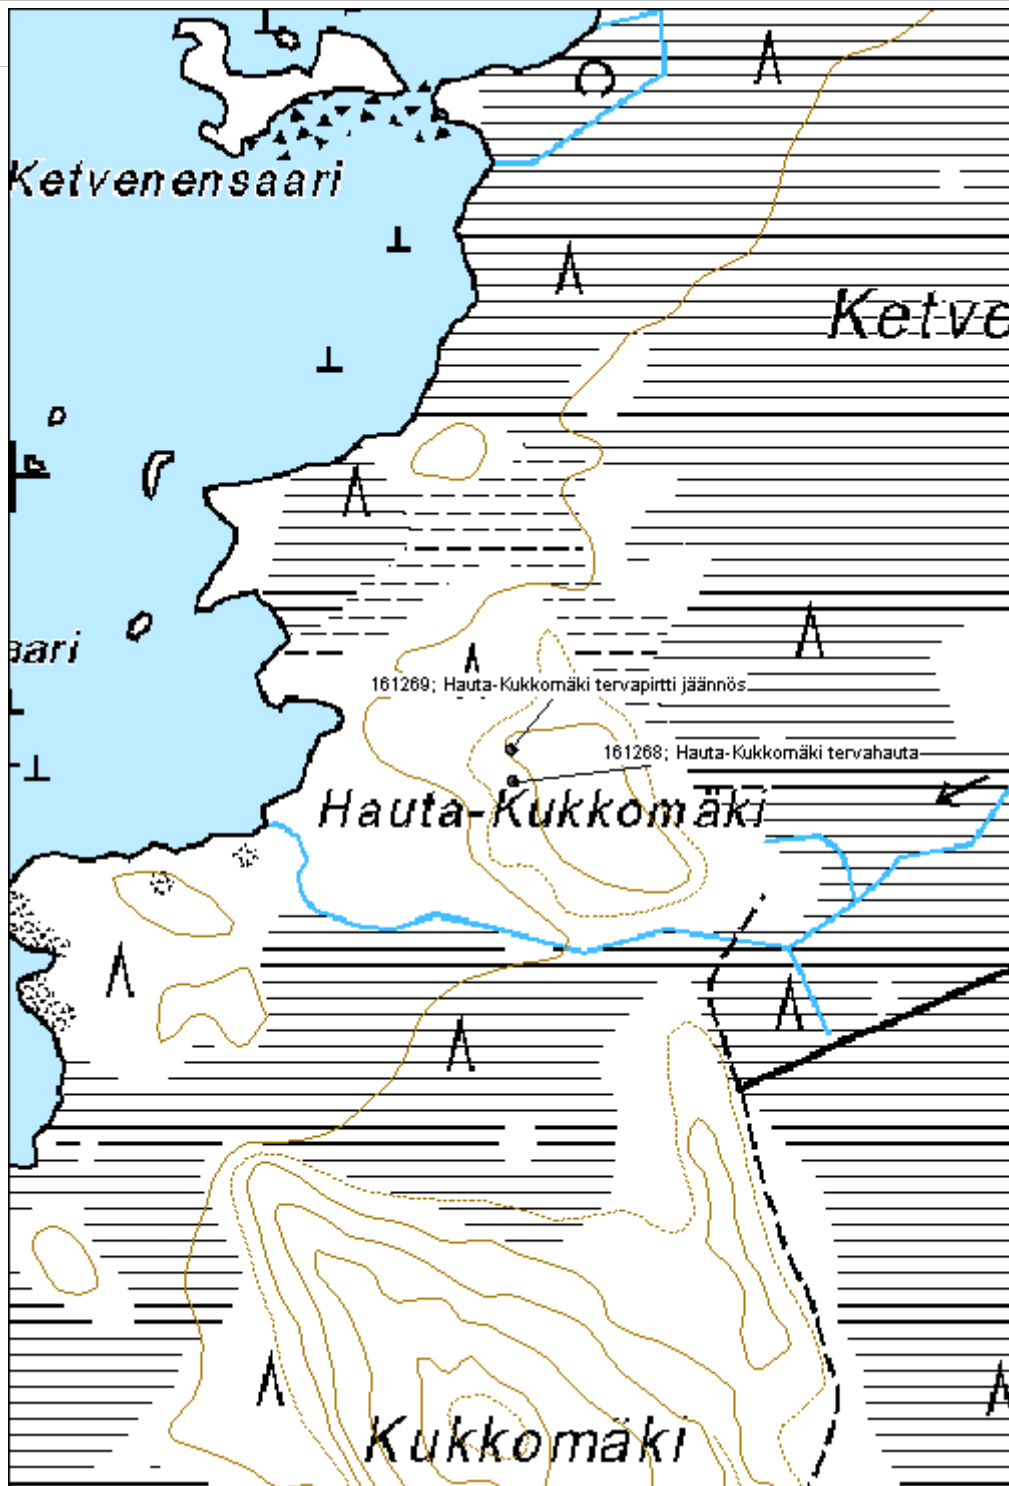 Ketvenensaari
Ketve
aari
161269; Hauta-Kukkomäki tervapirtti jäännös
161268; Hauta-Kukkomäki tervahauta
Hauta-Kukkomäki
Kukkomäki